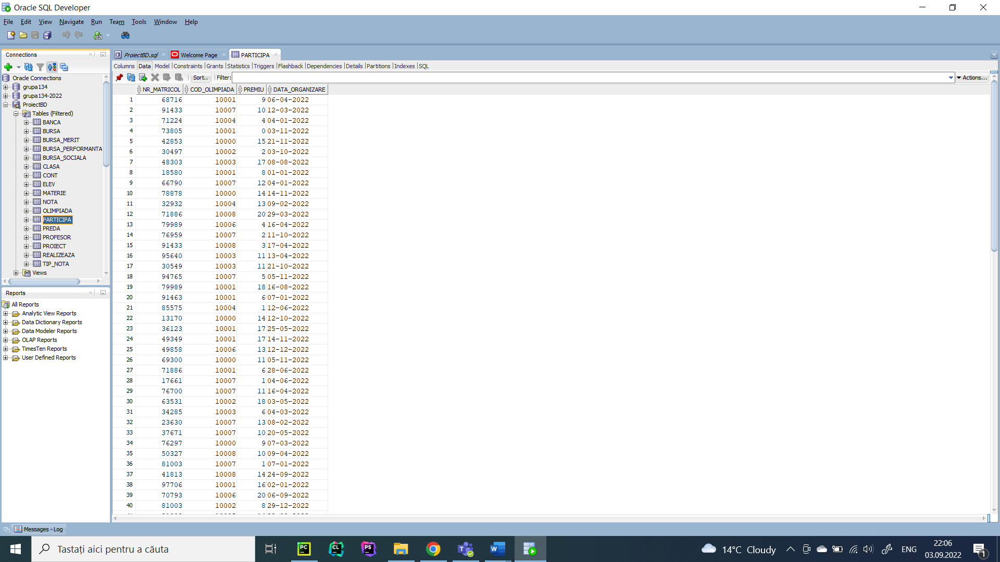 Oracle SQL Developer
File Edit View Navigate Run Team Tools Window Help
Connections
Oracle Connections
grupa134
grupa134-2022
ProiectBD
Tables (Filtered)
BANCA
BURSA
BURSA_MERIT
BURSA_PERFORMANTA
BURSA_SOCIALA
CLASA
CONT
ELEV
MATERIE
NOTA
OLIMPIADA
PARTICIPA
PREDA
PROFESOR
PROIECT
REALIZEAZA
TIP_NOTA
Views
Reports
All Reports
Analytic View Reports
Data Dictionary Reports
Data Modeler Reports
OLAP Reports
TimesTen Reports
User Defined Reports
ProiectBD.sql Welcome Page PARTICIPA
Columns Data Model Constraints Grants Statistics Triggers Flashback Dependencies Details Partitions Indexes SQL
Sort.. Filter: Actions...
NR_MATRICOL COD_OLIMPIADA PREMIU DATA_ORGANIZARE
1 68716 10001 9 06-04-2022
2 91433 10007 10 12-03-2022
3 71224 10004 4 04-01-2022
4 73805 10001 0 03-11-2022
5 42853 10000 15 21-11-2022
6 30497 10002 2 03-10-2022
7 48303 10003 17 08-08-2022
8 18580 10001 8 01-01-2022
9 66790 10007 12 04-01-2022
10 78878 10000 14 14-11-2022
11 32932 10004 13 09-02-2022
12 71886 10008 20 29-03-2022
13 79989 10006 4 16-04-2022
14 76959 10007 2 11-10-2022
15 91433 10008 3 17-04-2022
16 95640 10003 11 13-04-2022
17 30549 10003 11 21-10-2022
18 94765 10007 5 05-11-2022
19 79989 10001 18 16-08-2022
20 91463 10001 6 07-01-2022
21 85575 10004 1 12-06-2022
22 13170 10000 14 12-10-2022
23 36123 10001 17 25-05-2022
24 49349 10001 17 14-11-2022
25 49858 10006 13 12-12-2022
26 69300 10000 11 05-11-2022
27 71886 10001 6 28-06-2022
28 17661 10007 1 04-06-2022
29 76700 10007 11 16-04-2022
30 63531 10002 18 03-05-2022
31 34285 10003 6 04-03-2022
32 23630 10007 13 08-02-2022
33 37671 10007 10 20-05-2022
34 76297 10000 9 07-03-2022
35 50327 10008 10 09-04-2022
36 81003 10007 1 07-01-2022
37 41813 10008 14 24-09-2022
38 97706 10001 16 02-01-2022
39 70793 10006 20 06-09-2022
40 81003 10002 8 29-12-2022
Messages - Log
Tastați aici pentru a căuta
14°C Cloudy
ENG
22:06
03.09.2022
1